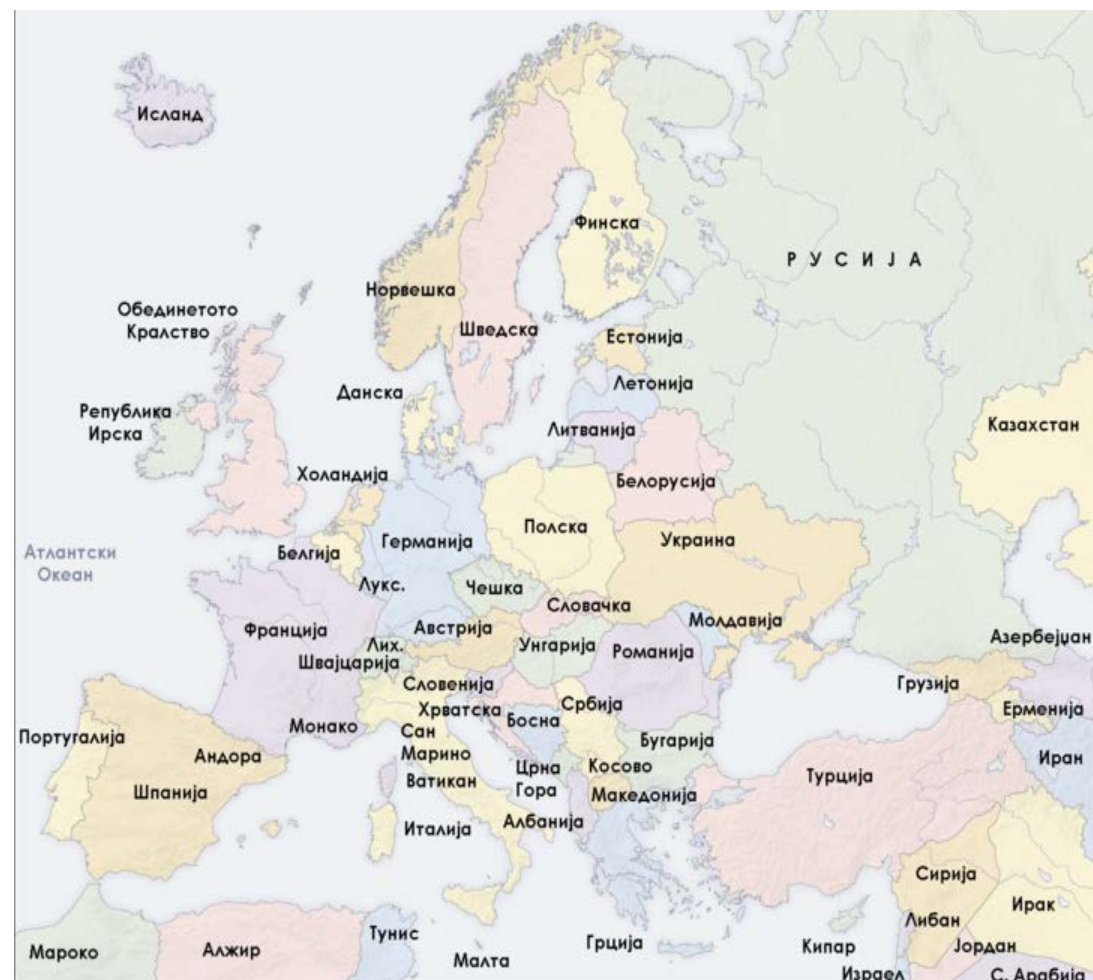 Исланд
Финска
РУСИЈА
Норвешка
Обединетото
Кралство
Шведска
Естонија
Летонија
Данска
Република
Ирска
Литванија
Казахстан
Холандија
Белорусија
Полска
Украина
Германија
Белгија
Атлантски
Океан
Лукс.
Чешка
Словачка
Молдавија
Австрија
Франција
Азербејџан
Лих.
Унгарија
Романија
Швајцарија
Словенија
Грузија
Србија
Хрватска
Ерменија
Босна
Монако
Сан
Марино
Португалија
Бугарија
Андора
Иран
Црна
Гора
Косово
Турција
Ватикан
Шпанија
Македонија
Албанија
Италија
Сирија
Ирак
Либан
Тунис
Грција
Кипар
Јордан
Мароко
Алжир
Малта
Израел
С. Арабија